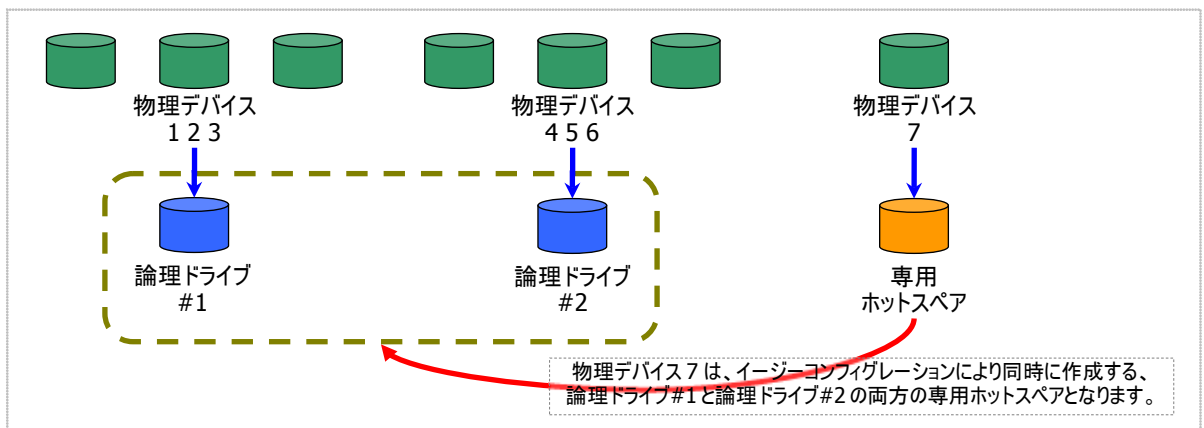 物理デバイス
1 2 3
物理デバイス
4 5 6
物理デバイス
7
論理ドライブ
#1
論理ドライブ
#2
専用
ホットスペア
物理デバイス7は、イージーコンフィグレーションにより同時に作成する、
論理ドライブ#1と論理ドライブ#2の両方の専用ホットスペアとなります。